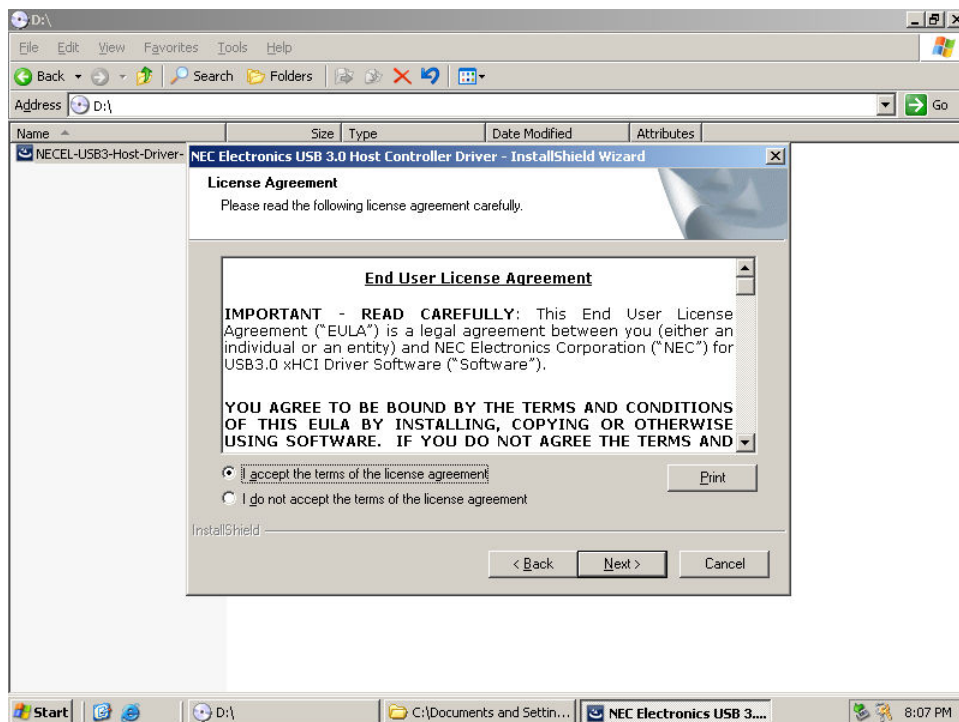 D:\
File Edit View Favorites Tools Help
Back Search Folders
Address D:\ Go
Name Size Type Date Modified Attributes
NECEL-USB3-Host-Driver-
NEC Electronics USB 3.0 Host Controller Driver - InstallShield Wizard
License Agreement
Please read the following license agreement carefully.
End User License Agreement
IMPORTANT - READ CAREFULLY: This End User License
Agreement ("EULA") is a legal agreement between you (either an
individual or an entity) and NEC Electronics Corporation ("NEC") for
USB3.0 xHCI Driver Software ("Software").
YOU AGREE TO BE BOUND BY THE TERMS AND CONDITIONS
OF THIS EULA BY INSTALLING, COPYING OR OTHERWISE
USING SOFTWARE. IF YOU DO NOT AGREE THE TERMS AND
I accept the terms of the license agreement
Print
I do not accept the terms of the license agreement
InstallShield
< Back Next > Cancel
Start D:\ C:\Documents and Settin... NEC Electronics USB 3.... 8:07 PM